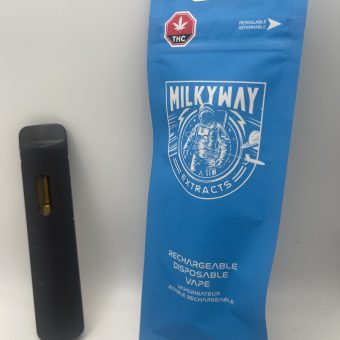 RESEALABLE
REFERMABLE
THC
MILKYWAY
EXTRACTS
RECHARGEABLE
DISPOSABLE
VAPE
VAPORISATEUR
JETABLE RECHARGEABLE